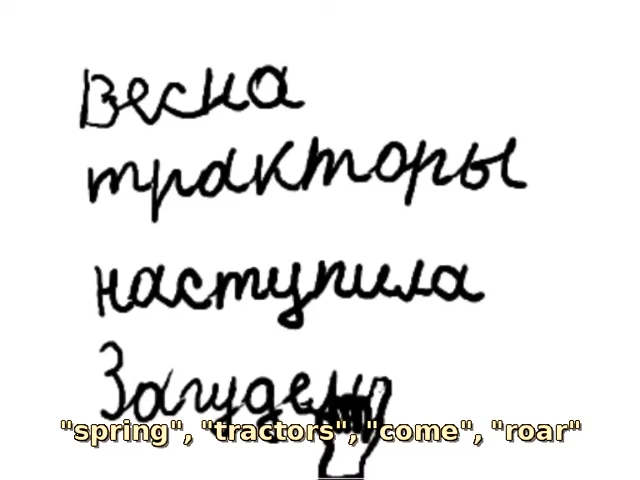 Весна
тракторы
наступила
"spring", "tractors", "come", "roar"